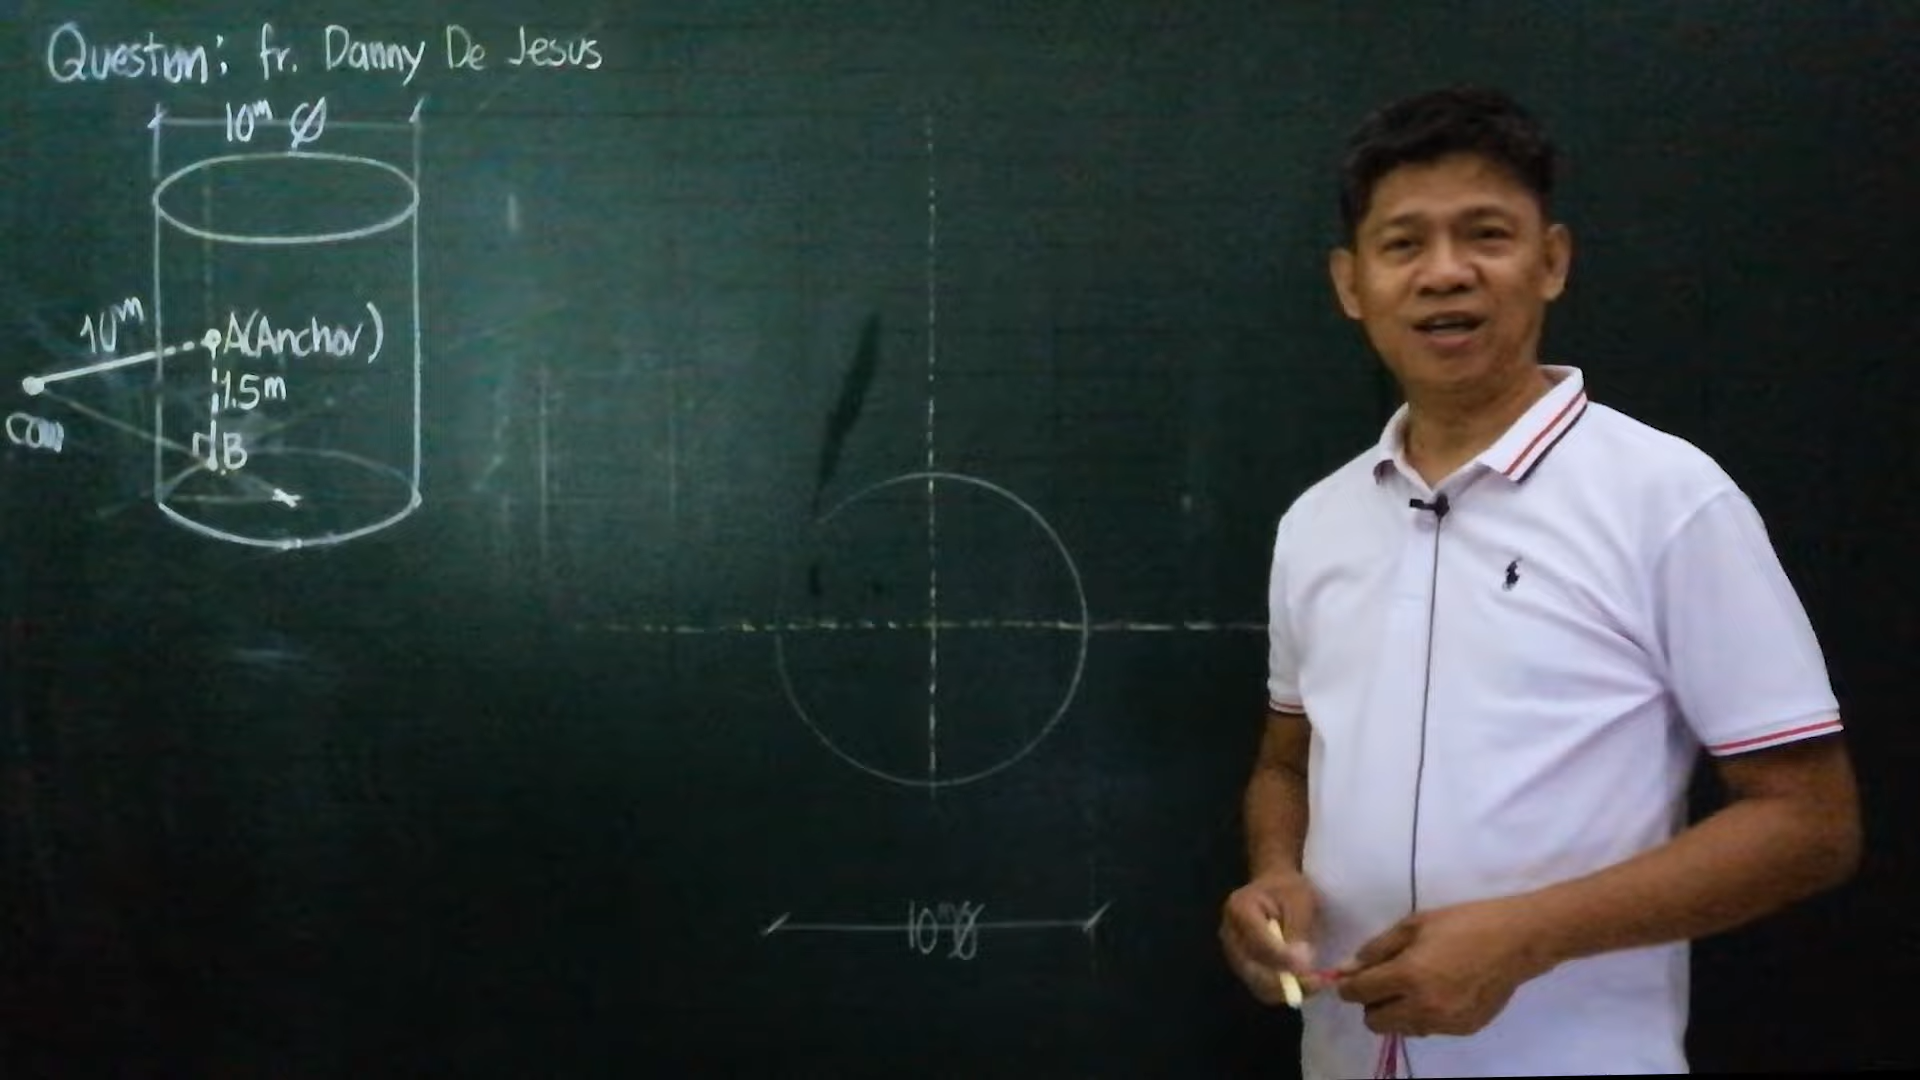 Question: fr. Danny De Jesus
10m Ø
10m
A(Anchor)
1.5m
cow
B
10m Ø